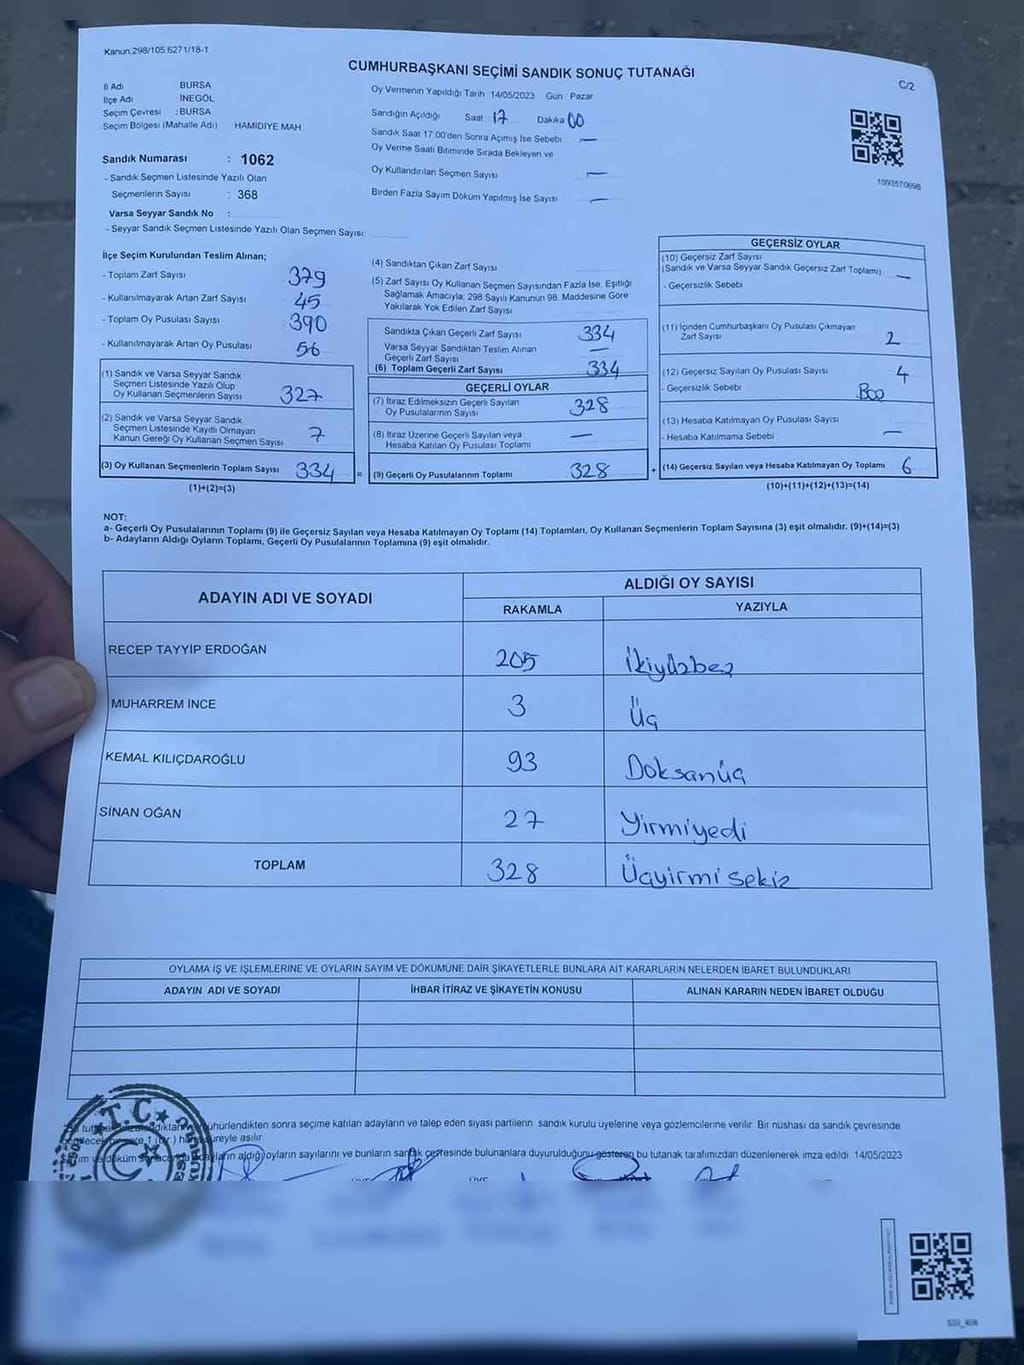 Kanun.298/105.6271/18-1
CUMHURBAŞKANI SEÇİMİ SANDIK SONUÇ TUTANAĞI
C/2
İl Adı BURSA
İlçe Adı İNEGÖL
Seçim Çevresi : BURSA
Seçim Bölgesi (Mahalle Adı) HAMİDİYE MAH.
Sandık Numarası : 1062
- Sandık Seçmen Listesinde Yazılı Olan
Seçmenlerin Sayısı : 368
Varsa Seyyar Sandık No :
- Seyyar Sandık Seçmen Listesinde Yazılı Olan Seçmen Sayısı:
Oy Vermenin Yapıldığı Tarih 14/05/2023 Gün Pazar
Sandığın Açıldığı Saat 17 Dakika 00
Sandık Saat 17:00'den Sonra Açımış İse Sebebi —
Oy Verme Saati Bitiminde Sırada Bekleyen ve
Oy Kullandırılan Seçmen Sayısı —
Birden Fazla Sayım Döküm Yapılmış İse Sayısı —
1093570698
İlçe Seçim Kurulundan Teslim Alınan;
- Toplam Zarf Sayısı 379
- Kullanılmayarak Artan Zarf Sayısı 45
- Toplam Oy Pusulası Sayısı 390
- Kullanılmayarak Artan Oy Pusulası 56
(1) Sandık ve Varsa Seyyar Sandık
Seçmen Listesinde Yazılı Olup
Oy Kullanan Seçmenlerin Sayısı 327
(2) Sandık ve Varsa Seyyar Sandık
Seçmen Listesinde Kayıtlı Olmayan
Kanun Gereği Oy Kullanan Seçmen Sayısı 7
(3) Oy Kullanan Seçmenlerin Toplam Sayısı 334 =
(1)+(2)=(3)
(4) Sandıktan Çıkan Zarf Sayısı
(5) Zarf Sayısı Oy Kullanan Seçmen Sayısından Fazla İse, Eşitliği
Sağlamak Amacıyla, 298 Sayılı Kanunun 98. Maddesine Göre
Yakılarak Yok Edilen Zarf Sayısı
Sandıkta Çıkan Geçerli Zarf Sayısı 334
Varsa Seyyar Sandıktan Teslim Alınan
Geçerli Zarf Sayısı —
(6) Toplam Geçerli Zarf Sayısı 334
GEÇERLİ OYLAR
(7) İtiraz Edilmeksizin Geçerli Sayılan
Oy Pusulalarının Sayısı 328
(8) İtiraz Üzerine Geçerli Sayılan veya
Hesaba Katılan Oy Pusulası Toplamı —
(9) Geçerli Oy Pusulalarının Toplamı 328 +
GEÇERSİZ OYLAR
(10) Geçersiz Zarf Sayısı
(Sandık ve Varsa Seyyar Sandık Geçersiz Zarf Toplamı) —
- Geçersizlik Sebebi
(11) İçinden Cumhurbaşkanı Oy Pusulası Çıkmayan
Zarf Sayısı 2
(12) Geçersiz Sayılan Oy Pusulası Sayısı 4
- Geçersizlik Sebebi
(13) Hesaba Katılmayan Oy Pusulası Sayısı
- Hesaba Katılmama Sebebi —
(14) Geçersiz Sayılan veya Hesaba Katılmayan Oy Toplamı 6
(10)+(11)+(12)+(13)=(14)
NOT:
a- Geçerli Oy Pusulalarının Toplamı (9) ile Geçersiz Sayılan veya Hesaba Katılmayan Oy Toplamı (14) Toplamları, Oy Kullanan Seçmenlerin Toplam Sayısına (3) eşit olmalıdır. (9)+(14)=(3)
b- Adayların Aldığı Oyların Toplamı, Geçerli Oy Pusulalarının Toplamına (9) eşit olmalıdır.
ADAYIN ADI VE SOYADI ALDIĞI OY SAYISI
RAKAMLA YAZIYLA
RECEP TAYYİP ERDOĞAN 205 İkiyüzbeş
MUHARREM İNCE 3 Üç
KEMAL KILIÇDAROĞLU 93 Doksanüç
SİNAN OĞAN 27 Yirmiyedi
TOPLAM 328 Üçyirmisekiz
OYLAMA İŞ VE İŞLEMLERİNE VE OYLARIN SAYIM VE DÖKÜMÜNE DAİR ŞİKAYETLERLE BUNLARA AİT KARARLARIN NELERDEN İBARET BULUNDUKLARI
ADAYIN ADI VE SOYADI İHBAR İTİRAZ VE ŞİKAYETİN KONUSU ALINAN KARARIN NEDEN İBARET OLDUĞU
T.C.
mühürlendikten sonra seçime katılan adayların ve talep eden siyasi partilerin sandık kurulu üyelerine veya gözlemcilerine verilir. Bir nüshası da sandık çevresinde
süreyle asılır.
aldığı oyların sayılarını ve bunların sandık çevresinde bulunanlara duyurulduğunu gösteren bu tutanak tarafımızdan düzenlenerek imza edildi. 14/05/2023